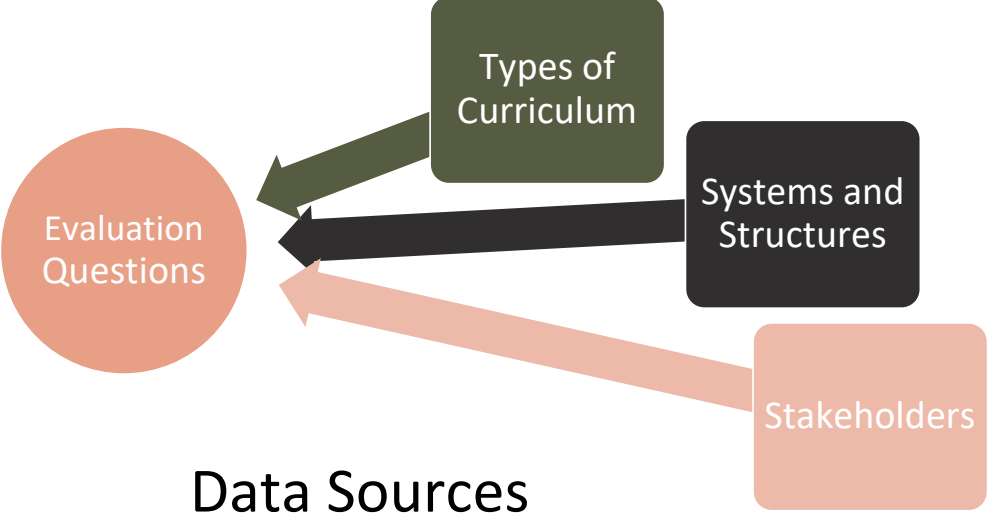 Types of
Curriculum
Systems and
Structures
Evaluation
Questions
Stakeholders
Data Sources